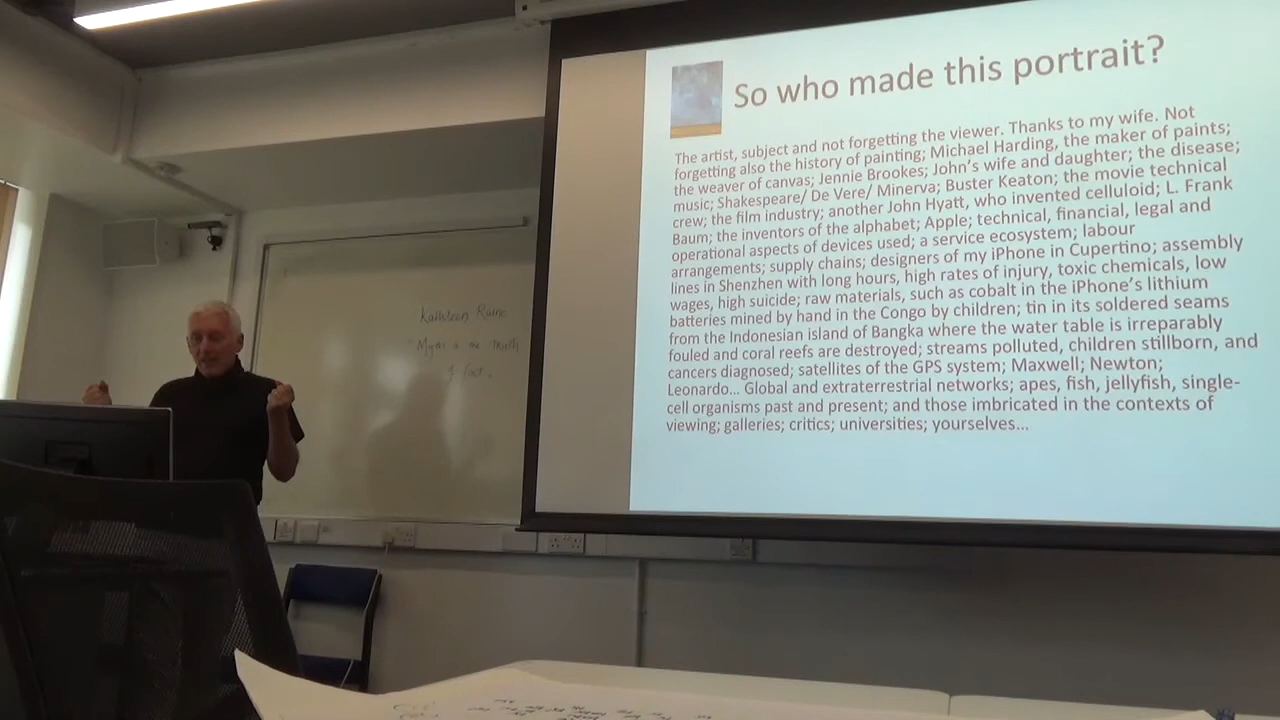 So who made this portrait?
The artist, subject and not forgetting the viewer. Thanks to my wife. Not
forgetting also the history of painting; Michael Harding, the maker of paints;
the weaver of canvas; Jennie Brookes; John's wife and daughter; the disease;
music; Shakespeare/ De Vere/ Minerva; Buster Keaton; the movie technical
crew; the film industry; another John Hyatt, who invented celluloid; L. Frank
Baum; the inventors of the alphabet; Apple; technical, financial, legal and
operational aspects of devices used; a service ecosystem; labour
arrangements; supply chains; designers of my iPhone in Cupertino; assembly
lines in Shenzhen with long hours, high rates of injury, toxic chemicals, low
wages, high suicide; raw materials, such as cobalt in the iPhone's lithium
batteries mined by hand in the Congo by children; tin in its soldered seams
from the Indonesian island of Bangka where the water table is irreparably
fouled and coral reefs are destroyed; streams polluted, children stillborn, and
cancers diagnosed; satellites of the GPS system; Maxwell; Newton;
Leonardo... Global and extraterrestrial networks; apes, fish, jellyfish, single-
cell organisms past and present; and those imbricated in the contexts of
viewing; galleries; critics; universities; yourselves...
Kathleen Raine
"Myth is the truth
of fact.